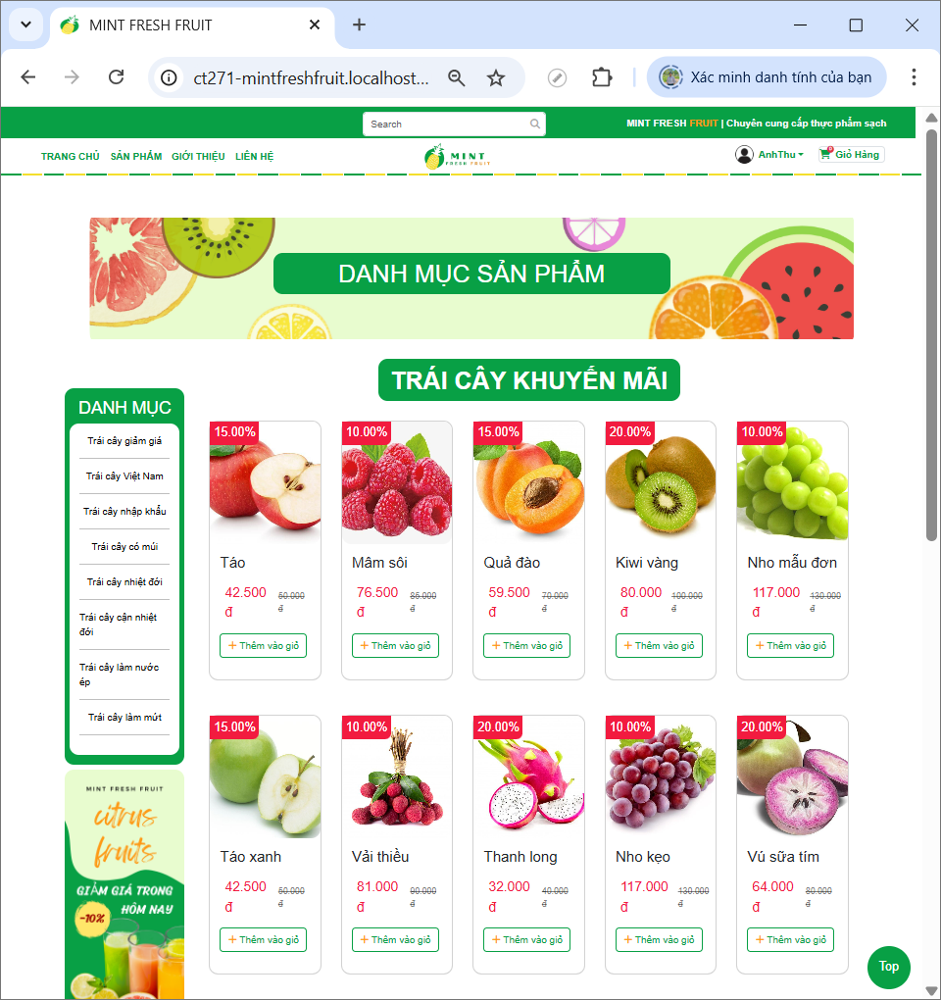 MINT FRESH FRUIT
ct271-mintfreshfruit.localhost...
Xác minh danh tính của bạn
Search
MINT FRESH FRUIT | Chuyên cung cấp thực phẩm sạch
TRANG CHỦ SẢN PHẨM GIỚI THIỆU LIÊN HỆ
MINT
FRESH FRUIT
AnhThu
0
Giỏ Hàng
DANH MỤC SẢN PHẨM
TRÁI CÂY KHUYẾN MÃI
DANH MỤC
Trái cây giảm giá
Trái cây Việt Nam
Trái cây nhập khẩu
Trái cây có múi
Trái cây nhiệt đới
Trái cây cận nhiệt
đới
Trái cây làm nước
ép
Trái cây làm mứt
15.00% 10.00% 15.00% 20.00% 10.00%
Táo Mâm sôi Quả đào Kiwi vàng Nho mẫu đơn
42.500 50.000 76.500 85.000 59.500 70.000 80.000 100.000 117.000 130.000
đ đ đ đ đ đ đ đ đ đ
+ Thêm vào giỏ + Thêm vào giỏ + Thêm vào giỏ + Thêm vào giỏ + Thêm vào giỏ
15.00% 10.00% 20.00% 10.00% 20.00%
Táo xanh Vải thiều Thanh long Nho kẹo Vú sữa tím
42.500 50.000 81.000 90.000 32.000 40.000 117.000 130.000 64.000 80.000
đ đ đ đ đ đ đ đ đ đ
+ Thêm vào giỏ + Thêm vào giỏ + Thêm vào giỏ + Thêm vào giỏ + Thêm vào giỏ
MINT FRESH FRUIT
citrus
fruits
GIẢM GIÁ TRONG
HÔM NAY
-10%
Top